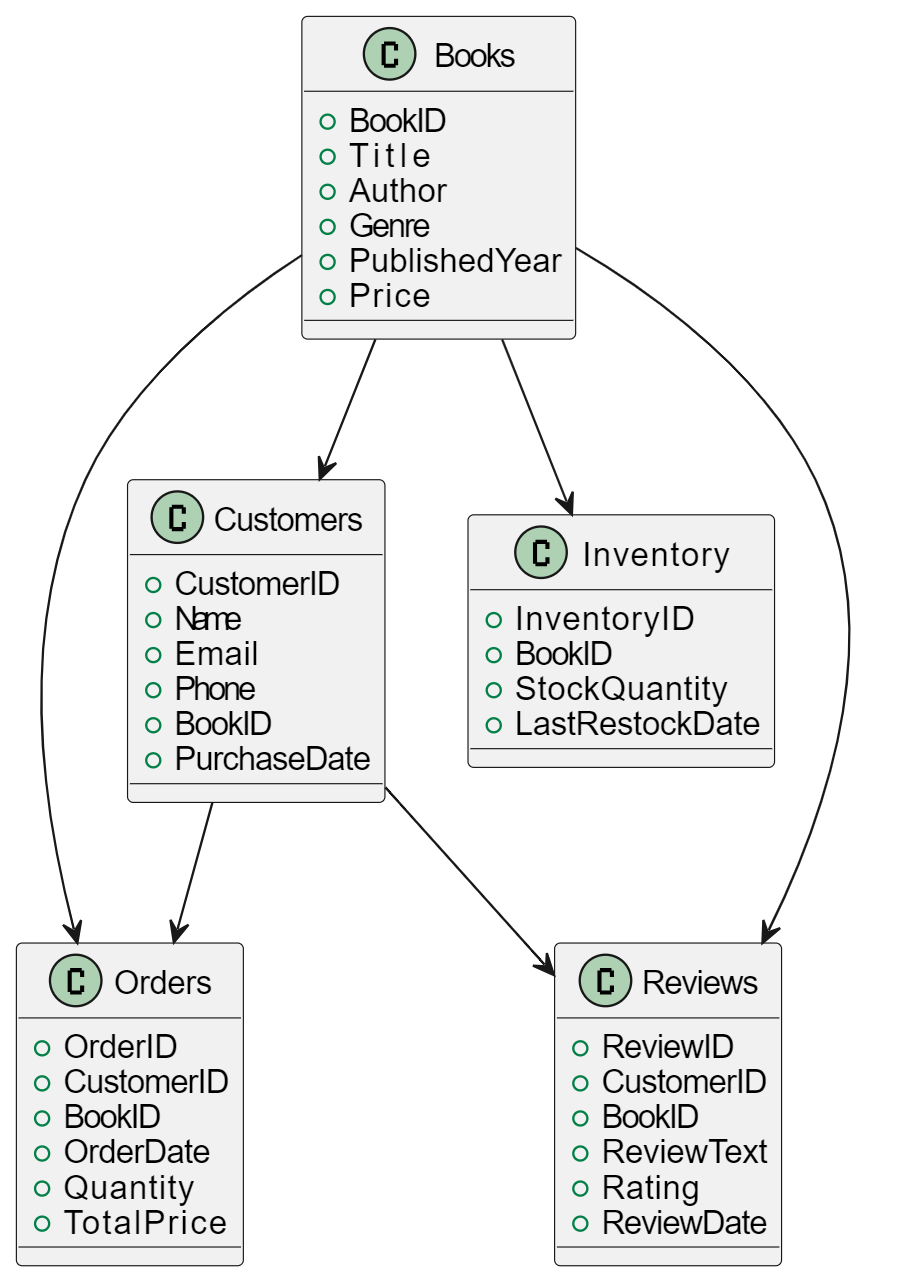 C Books
BookID
Title
Author
Genre
PublishedYear
Price
C Customers
CustomerID
Name
Email
Phone
BookID
PurchaseDate
C Inventory
InventoryID
BookID
StockQuantity
LastRestockDate
C Orders
OrderID
CustomerID
BookID
OrderDate
Quantity
TotalPrice
C Reviews
ReviewID
CustomerID
BookID
ReviewText
Rating
ReviewDate